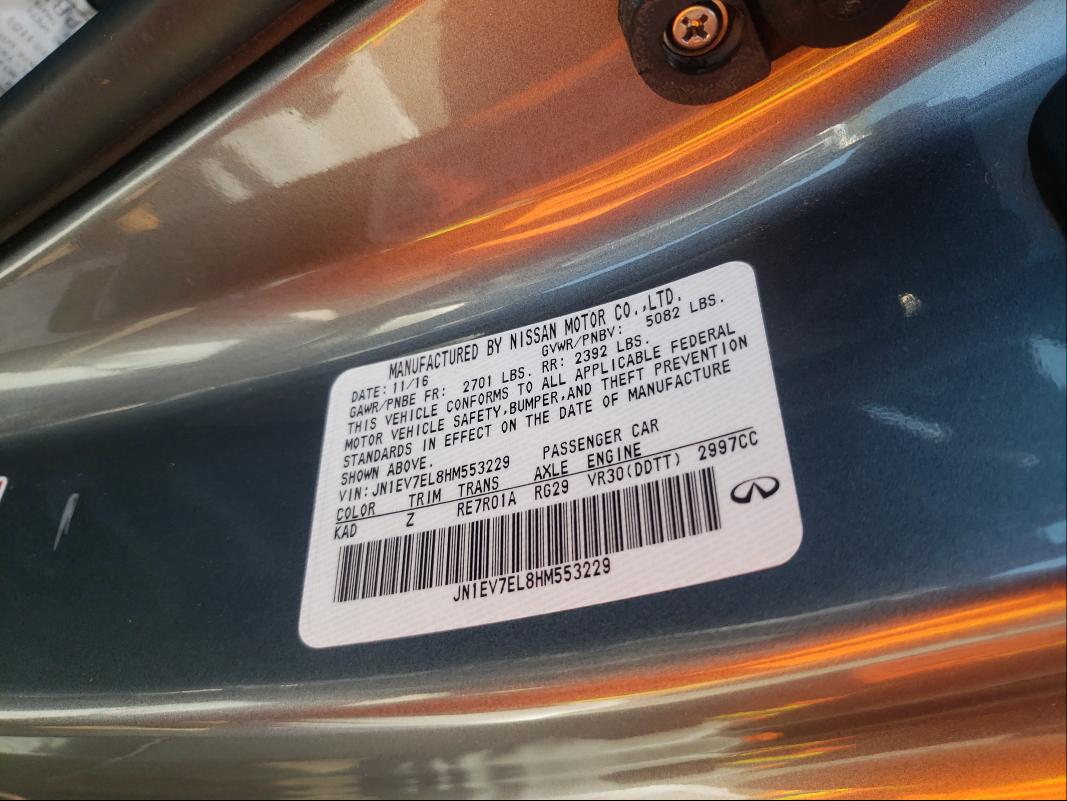 MANUFACTURED BY NISSAN MOTOR CO.,LTD.
DATE: 11/16 GVWR/PNBV: 5082 LBS.
GAWR/PNBE FR: 2701 LBS. RR: 2392 LBS.
THIS VEHICLE CONFORMS TO ALL APPLICABLE FEDERAL
MOTOR VEHICLE SAFETY,BUMPER,AND THEFT PREVENTION
STANDARDS IN EFFECT ON THE DATE OF MANUFACTURE
SHOWN ABOVE.
VIN: JN1EV7EL8HM553229 PASSENGER CAR
COLOR TRIM TRANS AXLE ENGINE
KAD Z RE7R01A RG29 VR30(DDTT) 2997CC
JN1EV7EL8HM553229